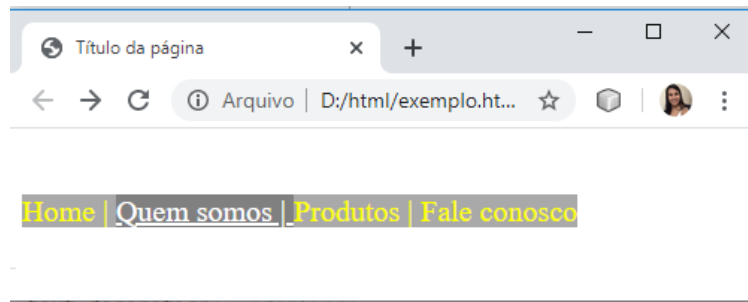 Título da página
Arquivo | D:/html/exemplo.ht...
Home | Quem somos | Produtos | Fale conosco